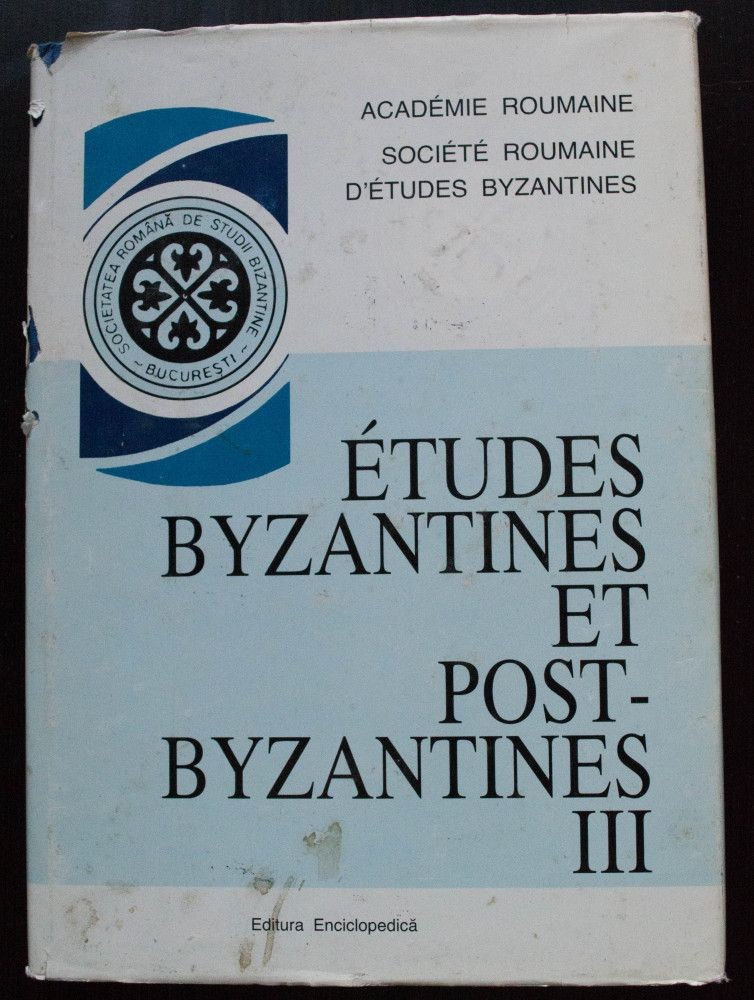 ACADÉMIE ROUMAINE
SOCIÉTÉ ROUMAINE
D'ÉTUDES BYZANTINES
SOCIETATEA ROMÂNĂ DE STUDII BIZANTINE
~ BUCUREȘTI ~
ÉTUDES
BYZANTINES
ET
POST-
BYZANTINES
III
Editura Enciclopedică